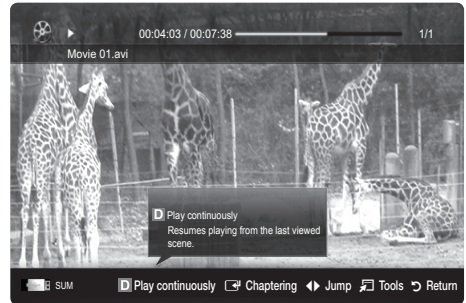 00:04:03 / 00:07:38 1/1
Movie 01.avi
D Play continuously
Resumes playing from the last viewed
scene.
SUM D Play continuously Chaptering Jump Tools Return